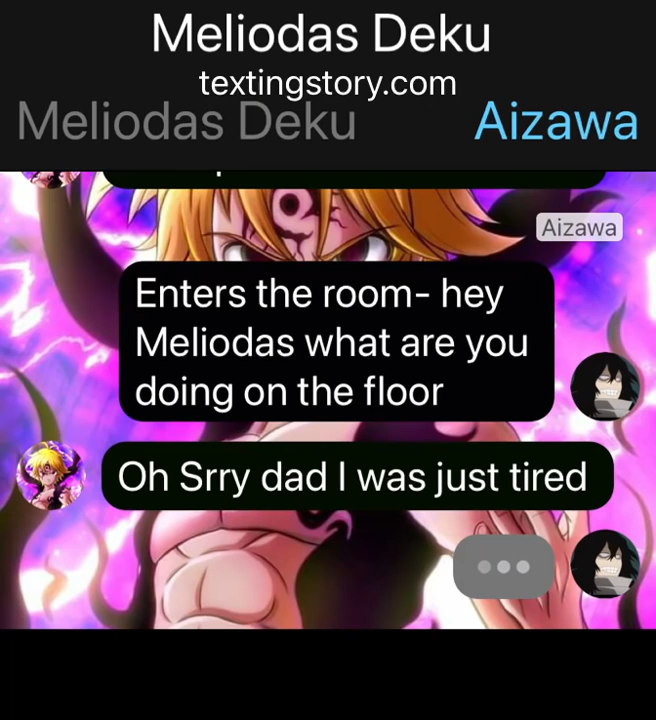 Meliodas Deku
textingstory.com
Meliodas Deku Aizawa
Aizawa
Enters the room- hey
Meliodas what are you
doing on the floor
Oh Srry dad I was just tired